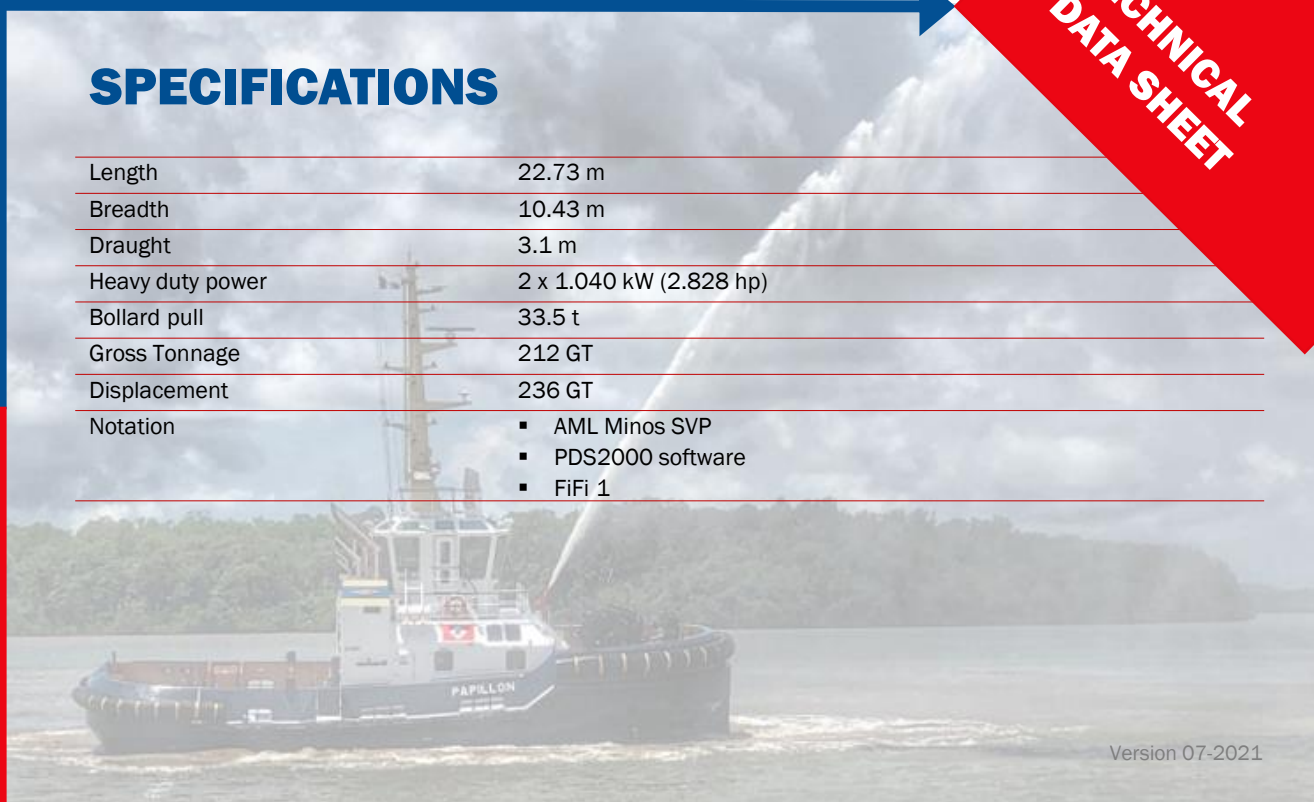 DATA SHEET
SPECIFICATIONS
Length 22.73 m
Breadth 10.43 m
Draught 3.1 m
Heavy duty power 2 x 1.040 kW (2.828 hp)
Bollard pull 33.5 t
Gross Tonnage 212 GT
Displacement 236 GT
Notation ▪ AML Minos SVP
▪ PDS2000 software
▪ FiFi 1
PAPILLON
Version 07-2021